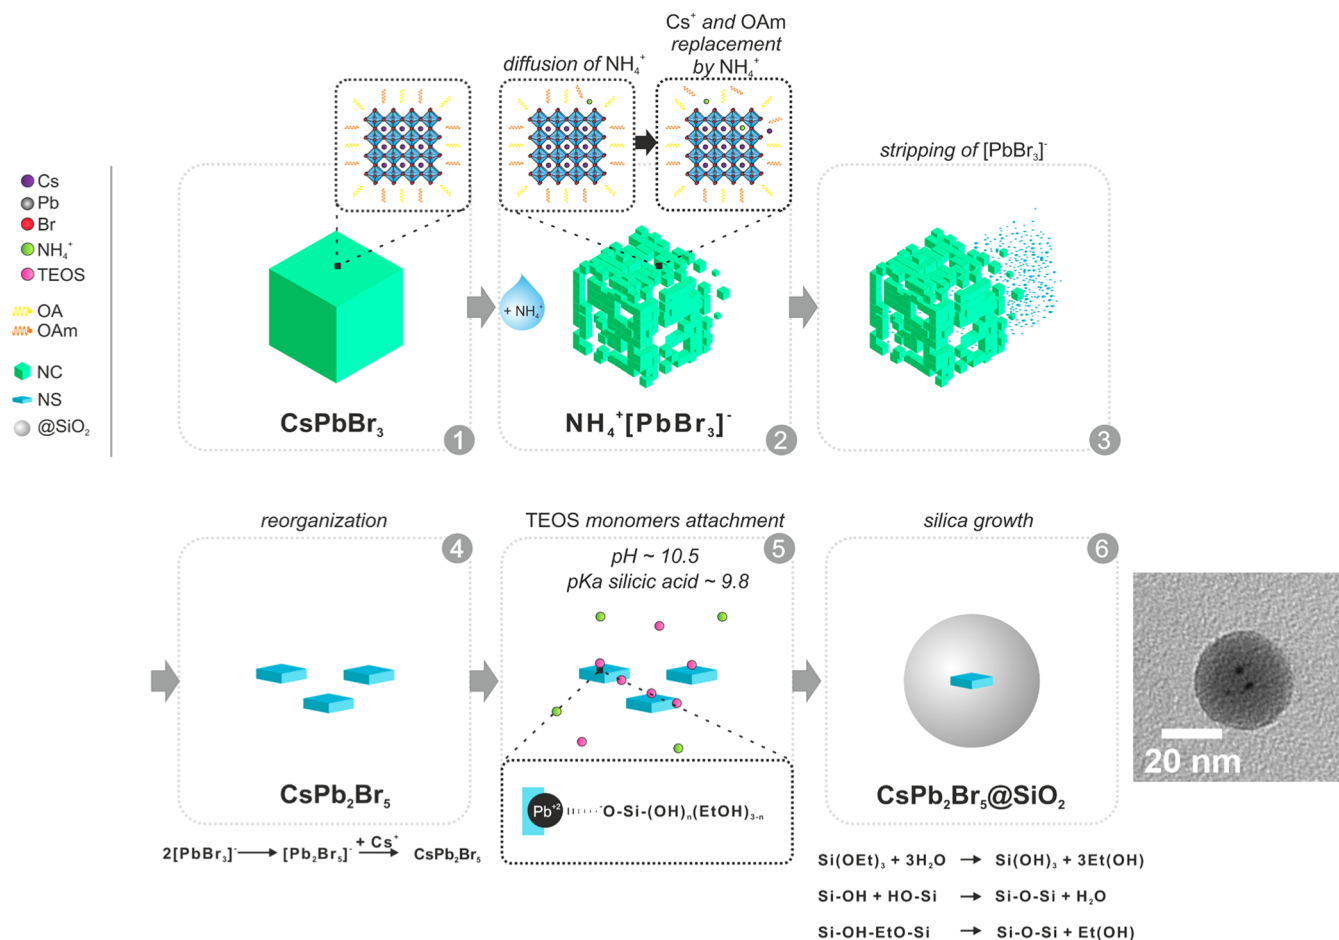 Cs⁺ and OAm
replacement
by NH₄⁺
diffusion of NH₄⁺
stripping of [PbBr₃]⁻
Cs
Pb
Br
NH₄⁺
TEOS
OA
OAm
NC
NS
@SiO₂
+ NH₄⁺
CsPbBr₃
1
NH₄⁺[PbBr₃]⁻
2
3
reorganization
4
CsPb₂Br₅
2[PbBr₃]⁻ → [Pb₂Br₅]⁻ + Cs⁺ → CsPb₂Br₅
TEOS monomers attachment
5
pH ~ 10.5
pKa silicic acid ~ 9.8
Pb⁺² ⁻O-Si-(OH)ₙ(EtOH)₃₋ₙ
silica growth
6
CsPb₂Br₅@SiO₂
20 nm
Si(OEt)₃ + 3H₂O → Si(OH)₃ + 3Et(OH)
Si-OH + HO-Si → Si-O-Si + H₂O
Si-OH-EtO-Si → Si-O-Si + Et(OH)